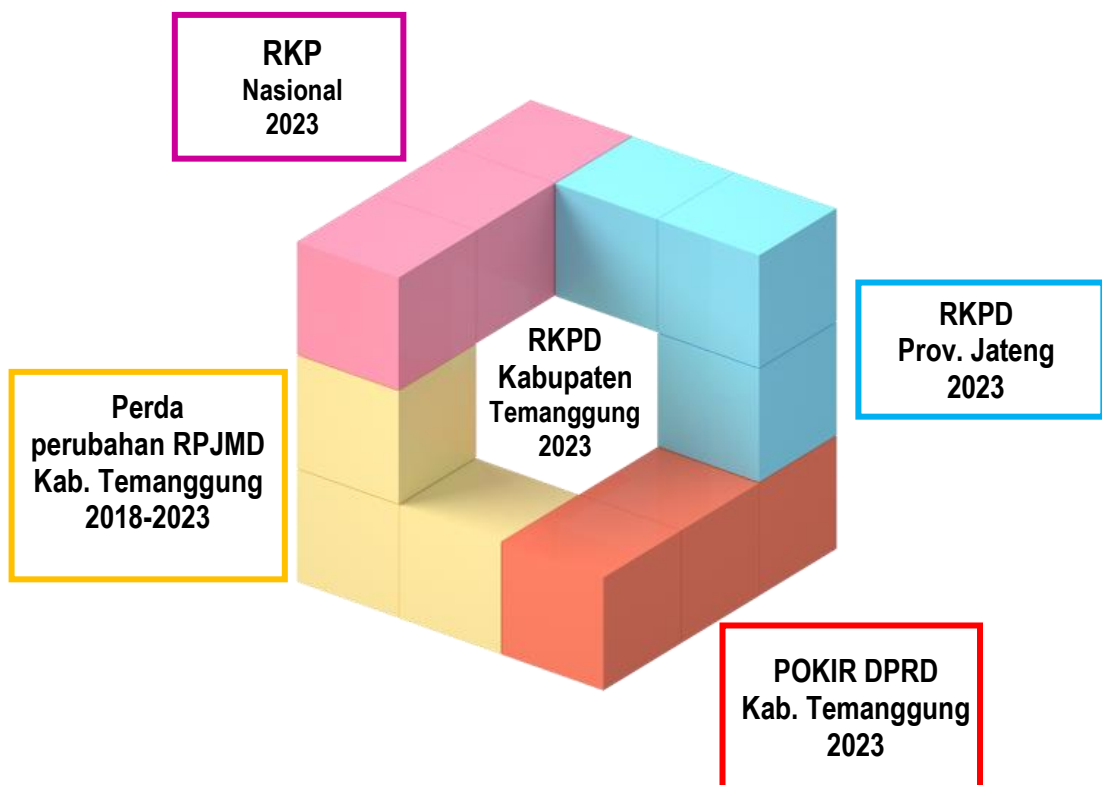 RKP
Nasional
2023
RKPD
Prov. Jateng
2023
RKPD
Kabupaten
Temanggung
2023
Perda
perubahan RPJMD
Kab. Temanggung
2018-2023
POKIR DPRD
Kab. Temanggung
2023